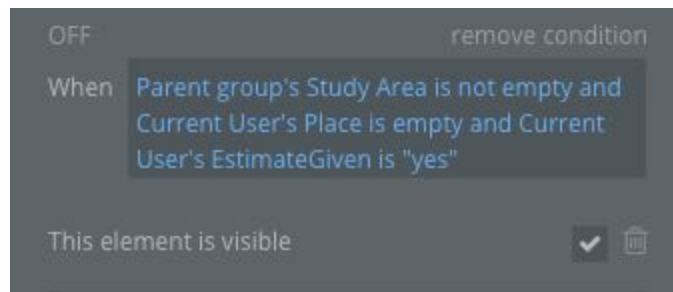 OFF remove condition
When Parent group's Study Area is not empty and
Current User's Place is empty and Current
User's EstimateGiven is "yes"
This element is visible